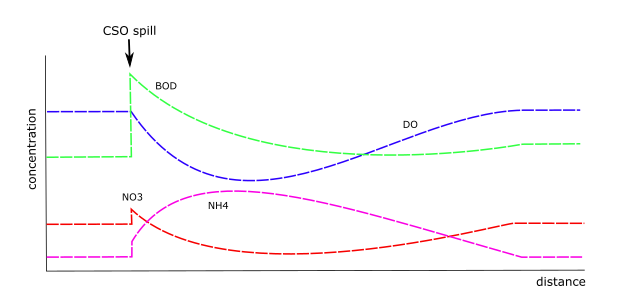 CSO spill
BOD
DO
concentration
NO3
NH4
distance